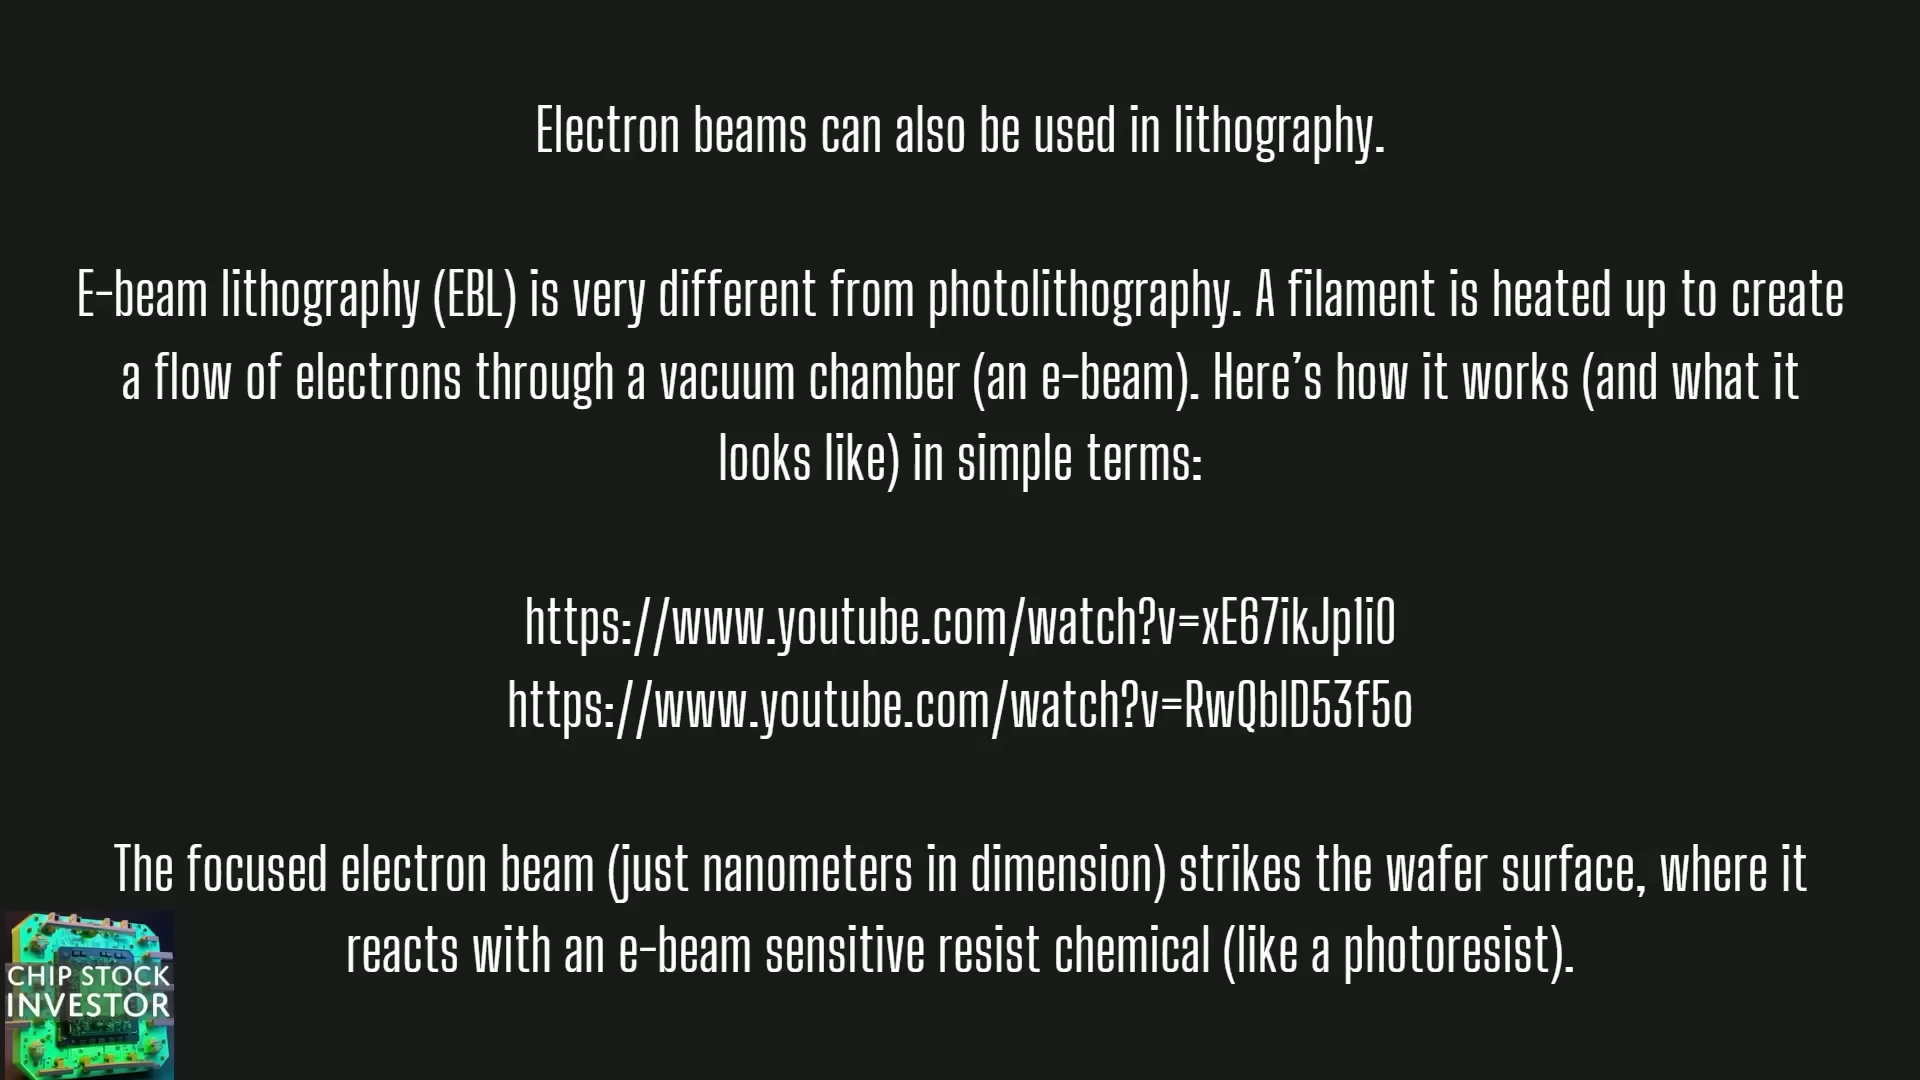 Electron beams can also be used in lithography.
E-beam lithography (EBL) is very different from photolithography. A filament is heated up to create
a flow of electrons through a vacuum chamber (an e-beam). Here’s how it works (and what it
looks like) in simple terms:
https://www.youtube.com/watch?v=xE67ikJp1i0
https://www.youtube.com/watch?v=RwQblD53f5o
The focused electron beam (just nanometers in dimension) strikes the wafer surface, where it
reacts with an e-beam sensitive resist chemical (like a photoresist).
CHIP STOCK
INVESTOR